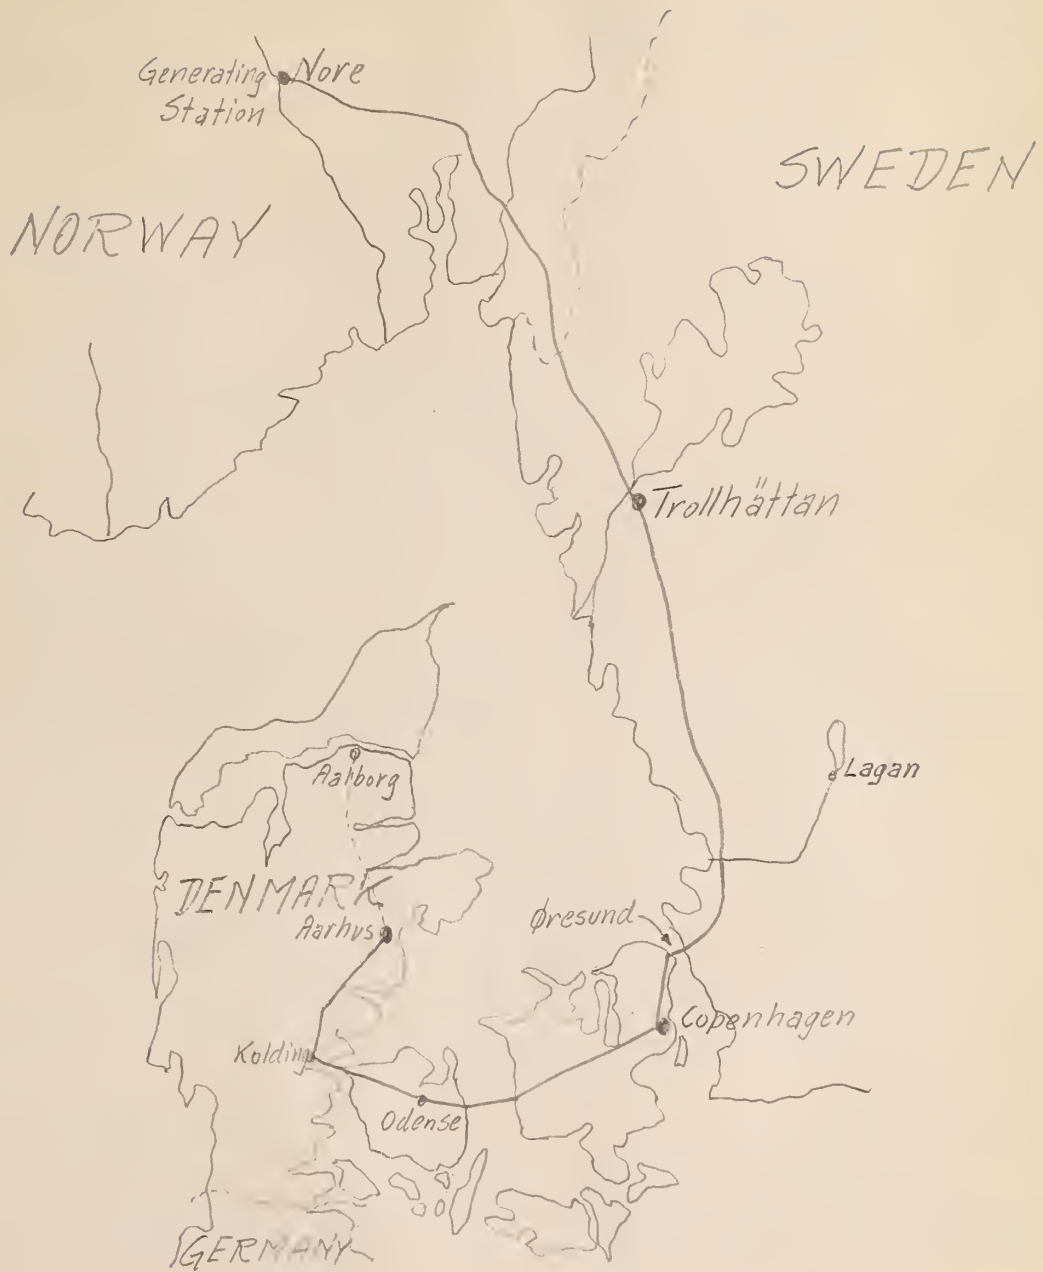 Generating
Station
Nore
SWEDEN
NORWAY
Trollhättan
Lagan
Aalborg
DENMARK
Aarhus
Øresund
Copenhagen
Kolding
Odense
GERMANY